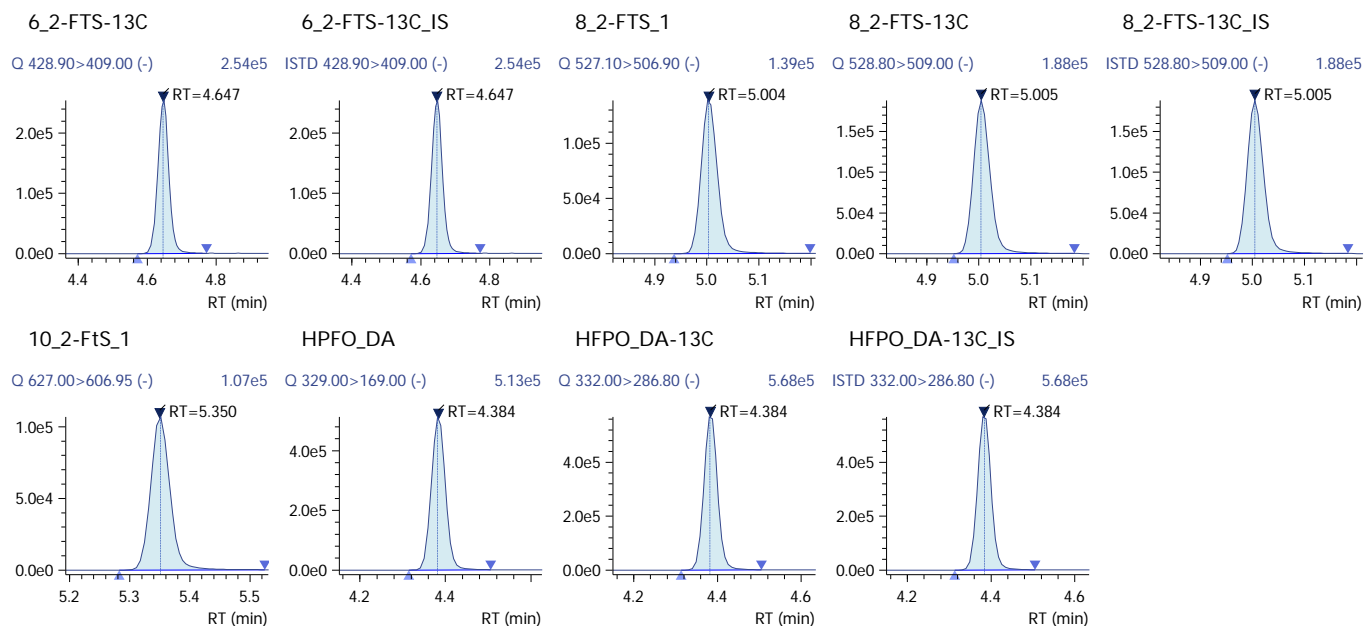 6_2-FTS-13C
Q 428.90>409.00 (-) 2.54e5
RT=4.647
2.0e5
1.0e5
0.0e0
4.4 4.6 4.8
RT (min)
6_2-FTS-13C_IS
ISTD 428.90>409.00 (-) 2.54e5
RT=4.647
2.0e5
1.0e5
0.0e0
4.4 4.6 4.8
RT (min)
8_2-FTS_1
Q 527.10>506.90 (-) 1.39e5
RT=5.004
1.0e5
5.0e4
0.0e0
4.9 5.0 5.1
RT (min)
8_2-FTS-13C
Q 528.80>509.00 (-) 1.88e5
RT=5.005
1.5e5
1.0e5
5.0e4
0.0e0
4.9 5.0 5.1
RT (min)
8_2-FTS-13C_IS
ISTD 528.80>509.00 (-) 1.88e5
RT=5.005
1.5e5
1.0e5
5.0e4
0.0e0
4.9 5.0 5.1
RT (min)
10_2-FtS_1
Q 627.00>606.95 (-) 1.07e5
RT=5.350
1.0e5
5.0e4
0.0e0
5.2 5.3 5.4 5.5
RT (min)
HPFO_DA
Q 329.00>169.00 (-) 5.13e5
RT=4.384
4.0e5
2.0e5
0.0e0
4.2 4.4
RT (min)
HFPO_DA-13C
Q 332.00>286.80 (-) 5.68e5
RT=4.384
4.0e5
2.0e5
0.0e0
4.2 4.4 4.6
RT (min)
HFPO_DA-13C_IS
ISTD 332.00>286.80 (-) 5.68e5
RT=4.384
4.0e5
2.0e5
0.0e0
4.2 4.4 4.6
RT (min)